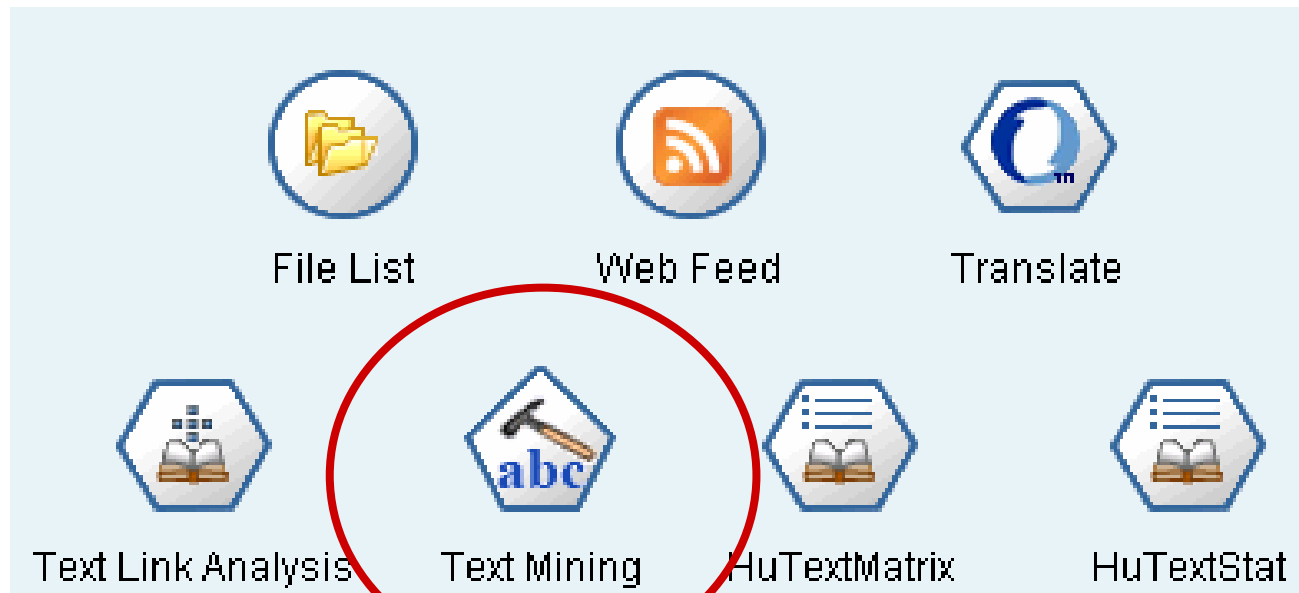 File List
Web Feed
Translate
abc
Text Link Analysis
Text Mining
HuTextMatrix
HuTextStat